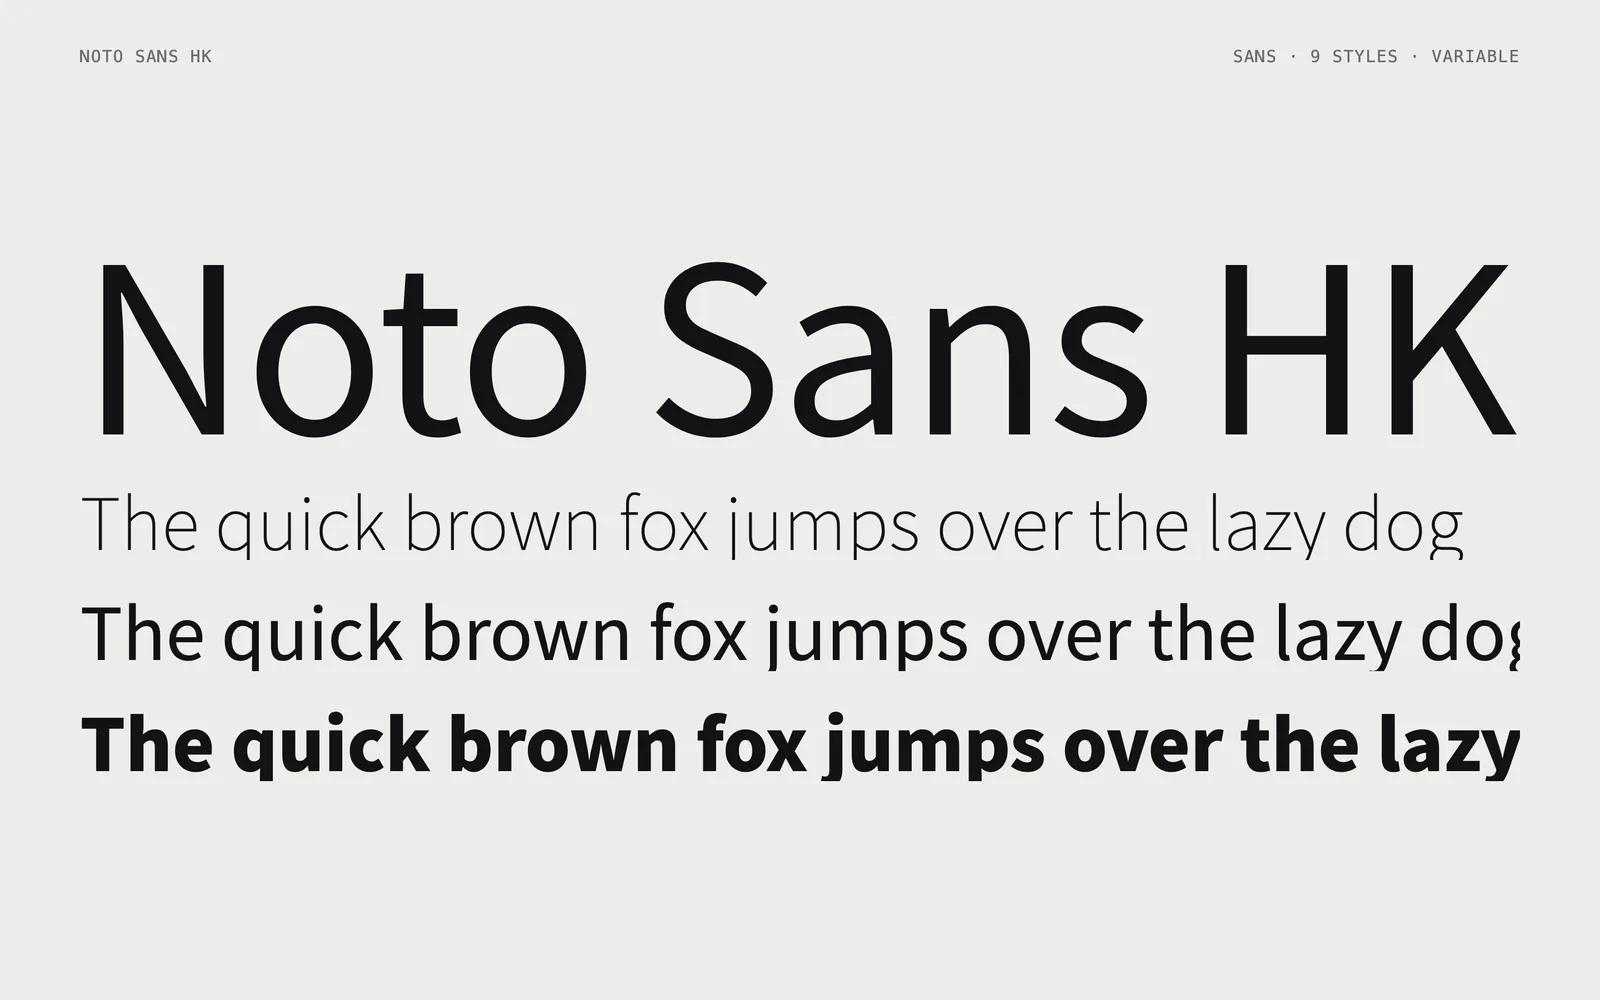 NOTO SANS HK
SANS · 9 STYLES · VARIABLE
Noto Sans HK
The quick brown fox jumps over the lazy dog
The quick brown fox jumps over the lazy dog
The quick brown fox jumps over the lazy